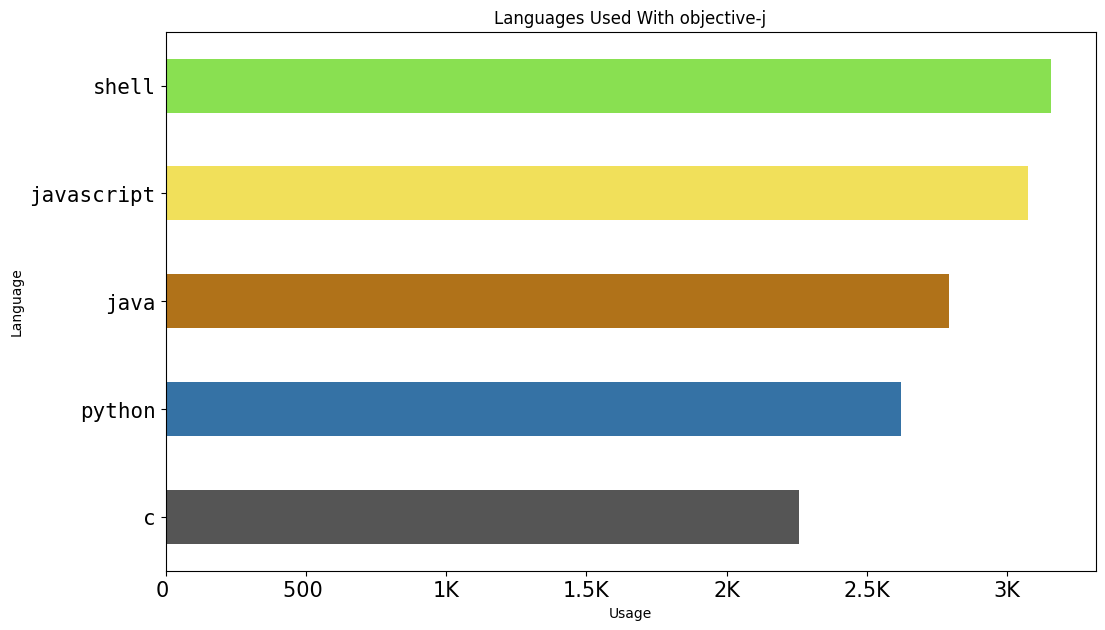 Languages Used With objective-j
shell
javascript
java
python
c
Language
0 500 1K 1.5K 2K 2.5K 3K
Usage